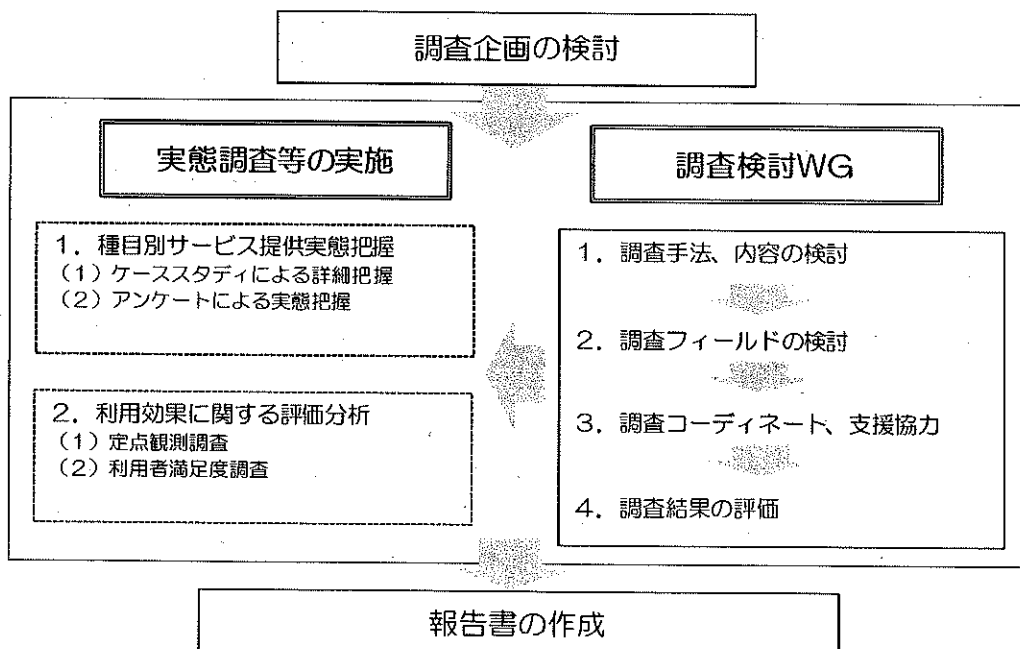 調査企画の検討
実態調査等の実施
1．種目別サービス提供実態把握
（1）ケーススタディによる詳細把握
（2）アンケートによる実態把握
2．利用効果に関する評価分析
（1）定点観測調査
（2）利用者満足度調査
調査検討WG
1．調査手法、内容の検討
2．調査フィールドの検討
3．調査コーディネート、支援協力
4．調査結果の評価
報告書の作成